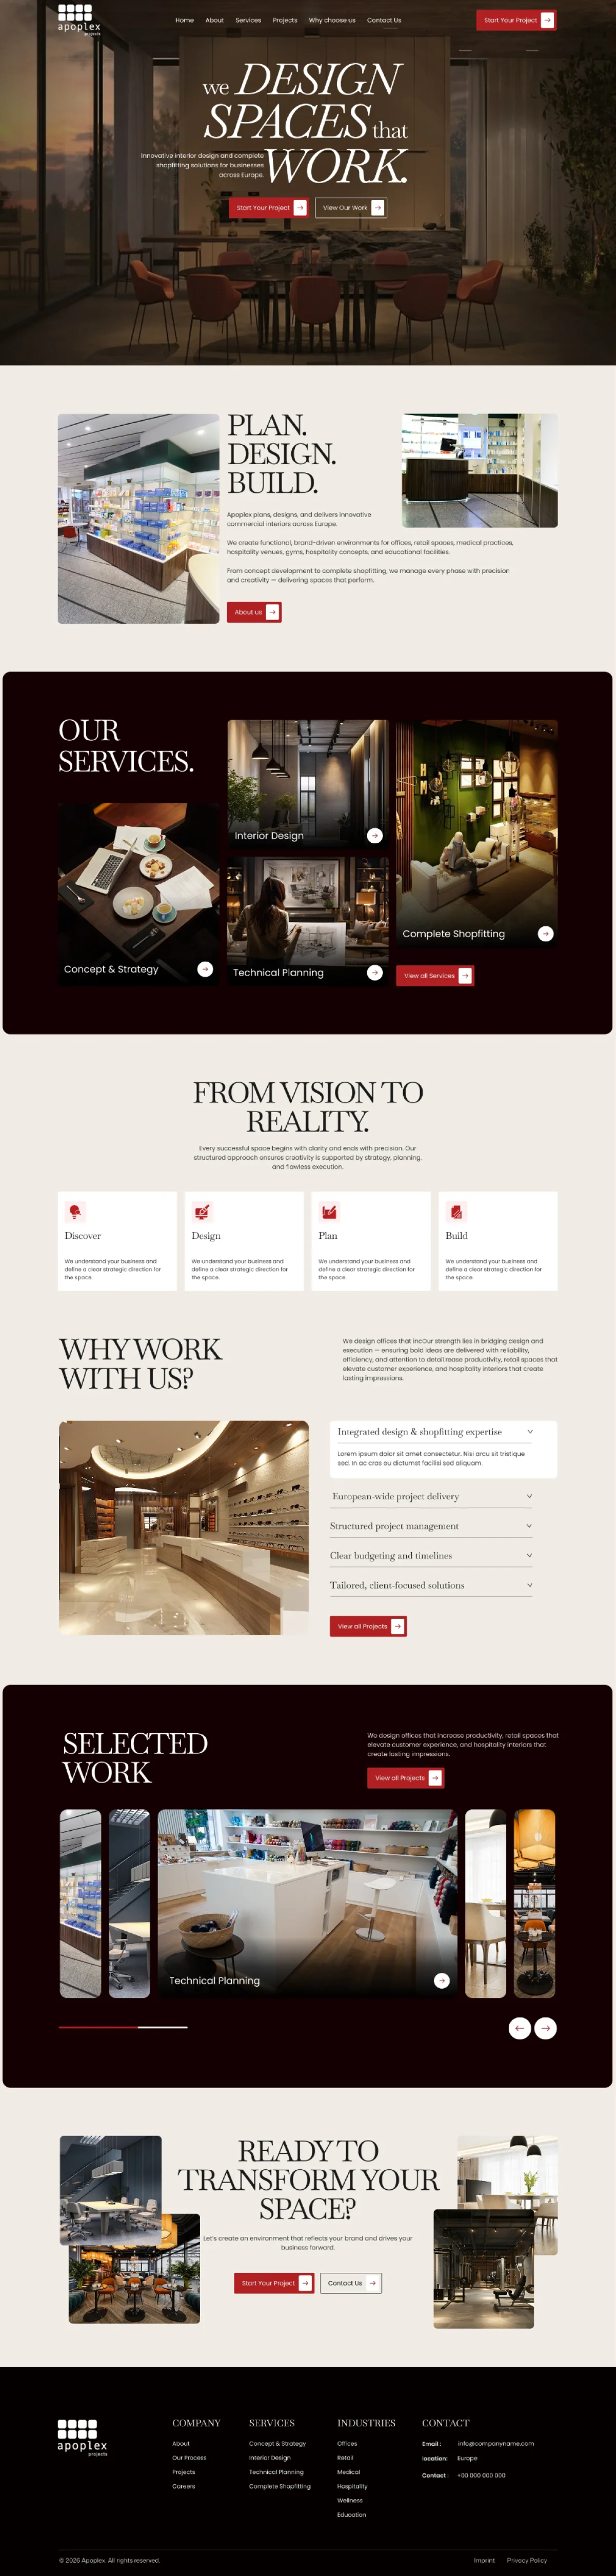 apoplex
projects
Home About Services Projects Why choose us Contact Us
Start Your Project
we DESIGN
SPACES that
Innovative interior design and complete
shopfitting solutions for businesses
across Europe.
WORK.
Start Your Project
View Our Work
PLAN.
DESIGN.
BUILD.
Apoplex plans, designs, and delivers innovative
commercial interiors across Europe.
We create functional, brand-driven environments for offices, retail spaces, medical practices,
hospitality venues, gyms, hospitality concepts, and educational facilities.
From concept development to complete shopfitting, we manage every phase with precision
and creativity — delivering spaces that perform.
About us
OUR
SERVICES.
Interior Design
Complete Shopfitting
Concept & Strategy
Technical Planning
View all Services
FROM VISION TO
REALITY.
Every successful space begins with clarity and ends with precision. Our
structured approach ensures creativity is supported by strategy, planning,
and flawless execution.
Discover
We understand your business and
define a clear strategic direction for
the space.
Design
We understand your business and
define a clear strategic direction for
the space.
Plan
We understand your business and
define a clear strategic direction for
the space.
Build
We understand your business and
define a clear strategic direction for
the space.
WHY WORK
WITH US?
We design offices that incOur strength lies in bridging design and
execution — ensuring bold ideas are delivered with reliability,
efficiency, and attention to detail.rease productivity, retail spaces that
elevate customer experience, and hospitality interiors that create
lasting impressions.
Integrated design & shopfitting expertise
Lorem ipsum dolor sit amet consectetur. Nisi arcu sit tristique
sed. In ac cras eu dictumst facilisi sed aliquam.
European-wide project delivery
Structured project management
Clear budgeting and timelines
Tailored, client-focused solutions
View all Projects
SELECTED
WORK
We design offices that increase productivity, retail spaces that
elevate customer experience, and hospitality interiors that
create lasting impressions.
View all Projects
Technical Planning
READY TO
TRANSFORM YOUR
SPACE?
Let's create an environment that reflects your brand and drives your
business forward.
Start Your Project
Contact Us
apoplex
projects
COMPANY
About
Our Process
Projects
Careers
SERVICES
Concept & Strategy
Interior Design
Technical Planning
Complete Shopfitting
INDUSTRIES
Offices
Retail
Medical
Hospitality
Wellness
Education
CONTACT
Email : info@companyname.com
location: Europe
Contact : +00 000 000 000
© 2026 Apoplex. All rights reserved.
Imprint Privacy Policy